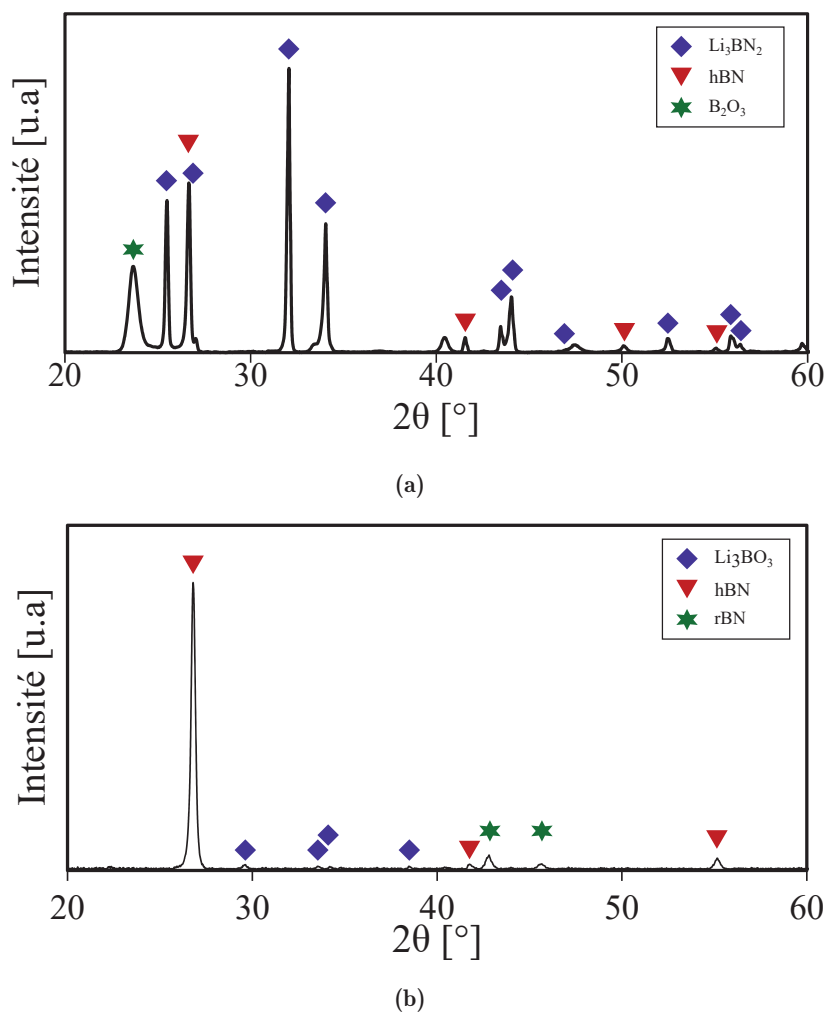 Li₃BN₂
hBN
B₂O₃
Intensité [u.a]
20 30 40 50 60
2θ [°]
(a)
Li3BO₃
hBN
rBN
Intensité [u.a]
20 30 40 50 60
2θ [°]
(b)